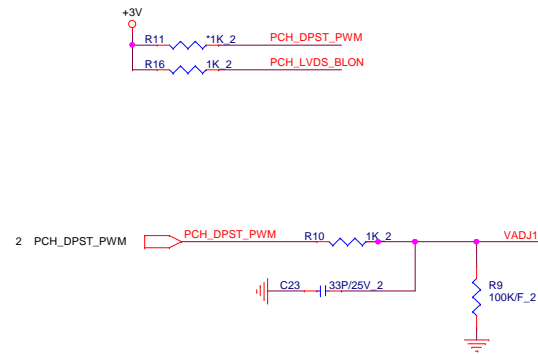 +3V
R11 *1K_2 PCH_DPST_PWM
R16 1K_2 PCH_LVDS_BLON
2 PCH_DPST_PWM PCH_DPST_PWM R10 1K_2 VADJ1
C23 33P/25V_2 R9
100K/F_2